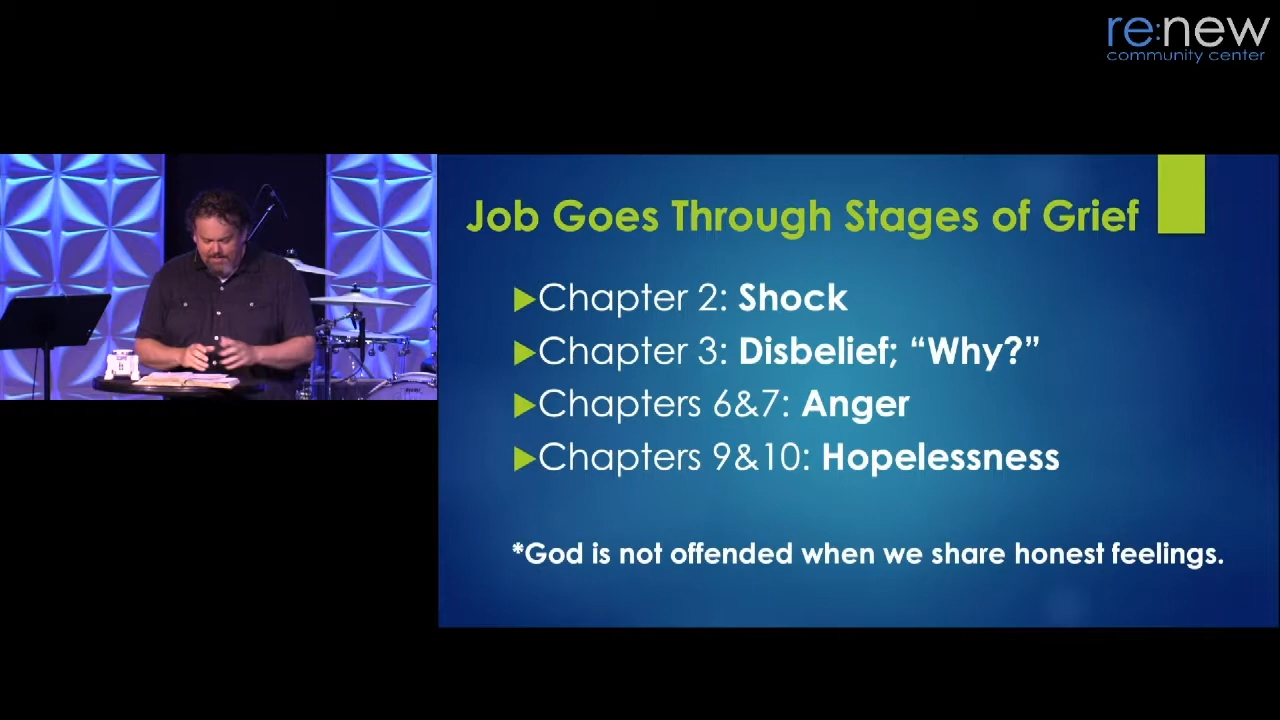 re:new
community center
Job Goes Through Stages of Grief
Chapter 2: Shock
Chapter 3: Disbelief; “Why?”
Chapters 6&7: Anger
Chapters 9&10: Hopelessness
*God is not offended when we share honest feelings.